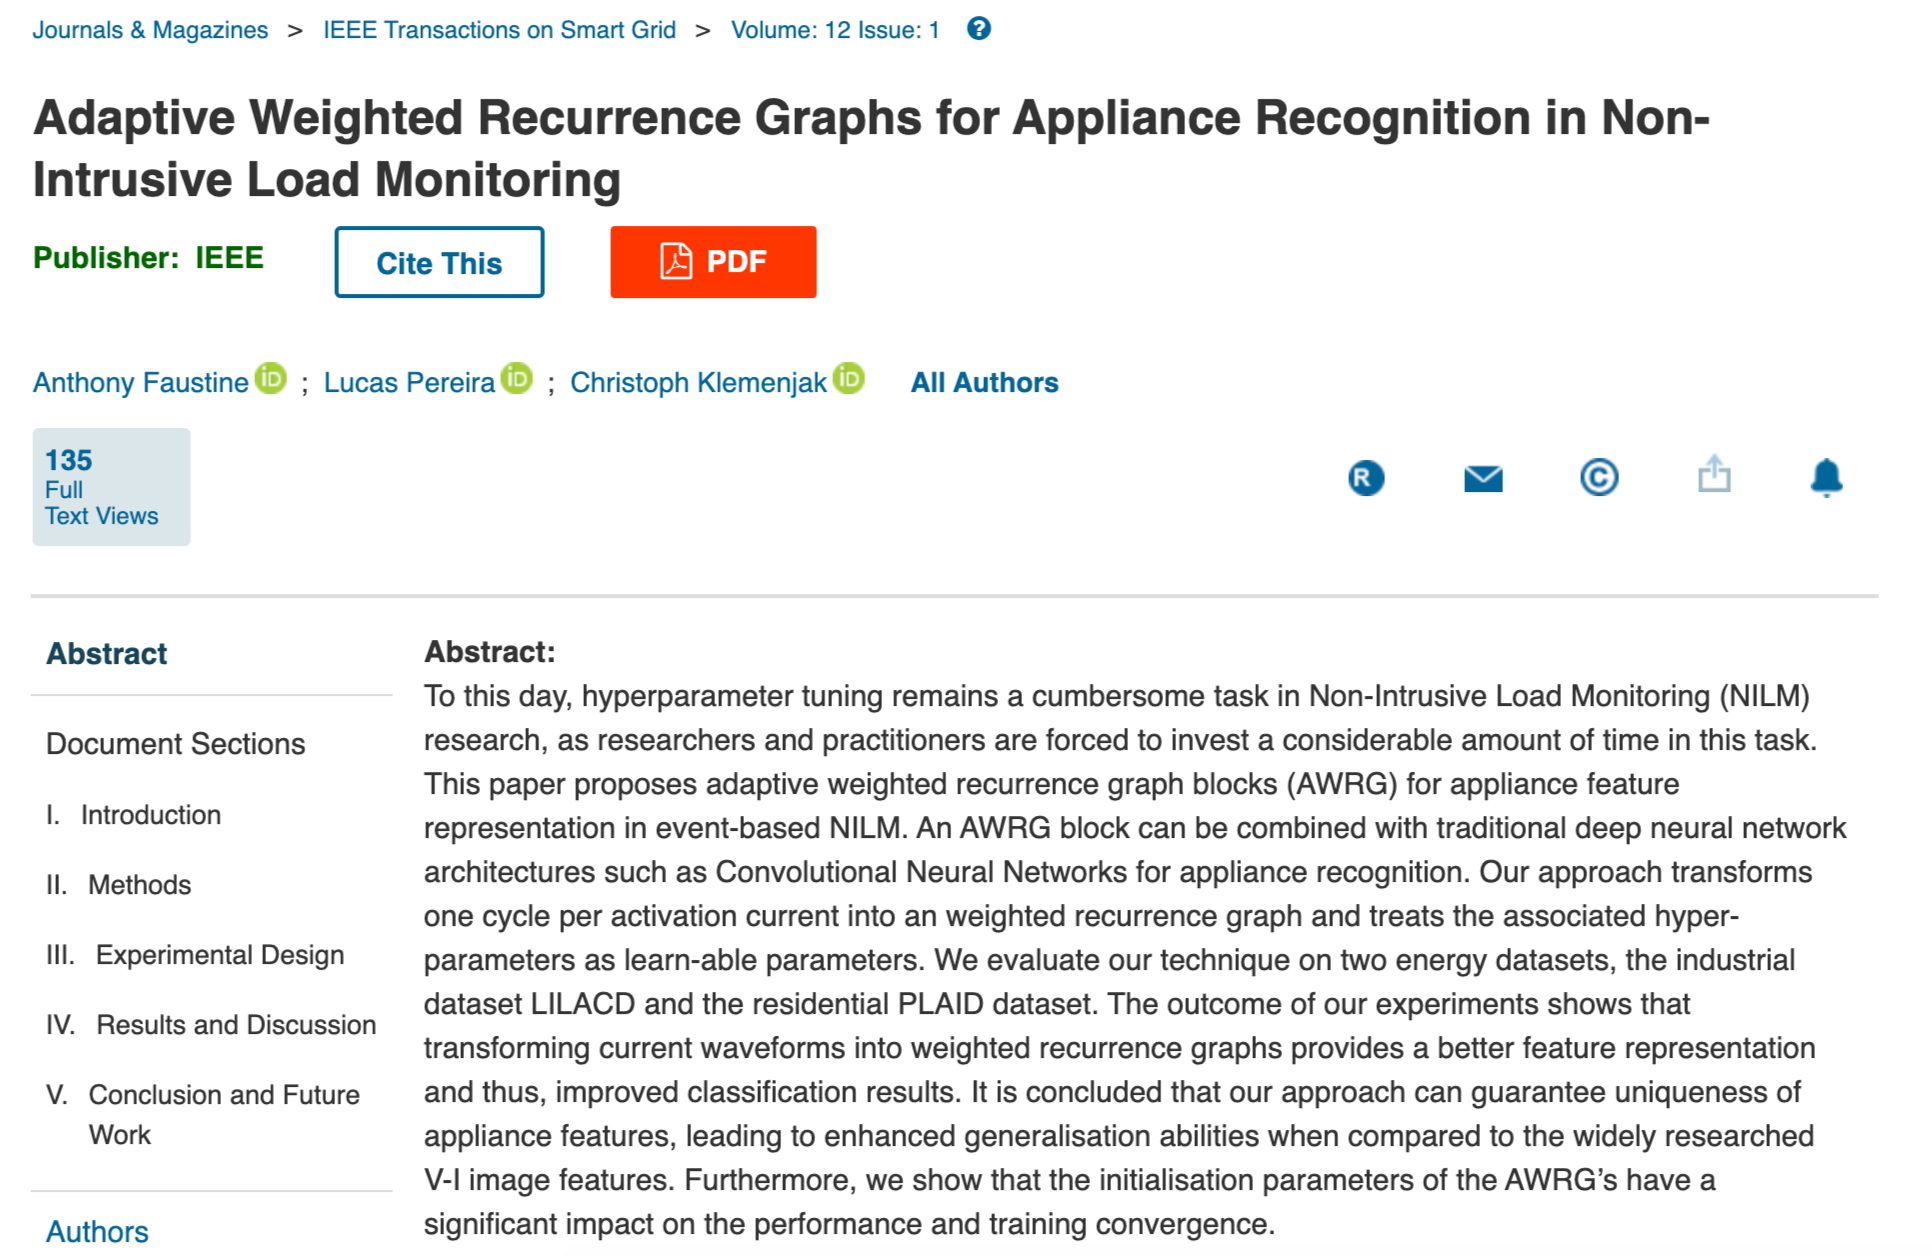 Journals & Magazines > IEEE Transactions on Smart Grid > Volume: 12 Issue: 1 ?
Adaptive Weighted Recurrence Graphs for Appliance Recognition in Non-
Intrusive Load Monitoring
Publisher: IEEE
Cite This
PDF
Anthony Faustine iD ; Lucas Pereira iD ; Christoph Klemenjak iD All Authors
135
Full
Text Views
R
©
Abstract
Document Sections
I. Introduction
II. Methods
III. Experimental Design
IV. Results and Discussion
V. Conclusion and Future
Work
Authors
Abstract:
To this day, hyperparameter tuning remains a cumbersome task in Non-Intrusive Load Monitoring (NILM)
research, as researchers and practitioners are forced to invest a considerable amount of time in this task.
This paper proposes adaptive weighted recurrence graph blocks (AWRG) for appliance feature
representation in event-based NILM. An AWRG block can be combined with traditional deep neural network
architectures such as Convolutional Neural Networks for appliance recognition. Our approach transforms
one cycle per activation current into an weighted recurrence graph and treats the associated hyper-
parameters as learn-able parameters. We evaluate our technique on two energy datasets, the industrial
dataset LILACD and the residential PLAID dataset. The outcome of our experiments shows that
transforming current waveforms into weighted recurrence graphs provides a better feature representation
and thus, improved classification results. It is concluded that our approach can guarantee uniqueness of
appliance features, leading to enhanced generalisation abilities when compared to the widely researched
V-I image features. Furthermore, we show that the initialisation parameters of the AWRG’s have a
significant impact on the performance and training convergence.